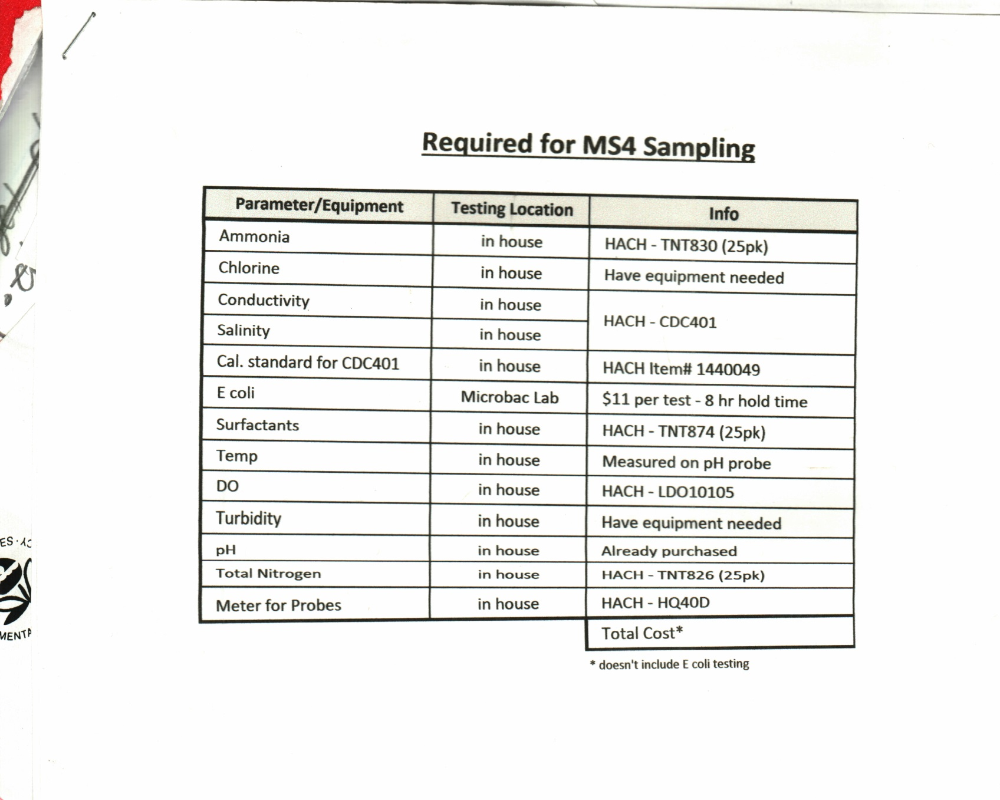 Required for MS4 Sampling
Parameter/Equipment Testing Location Info
Ammonia in house HACH - TNT830 (25pk)
Chlorine in house Have equipment needed
Conductivity in house HACH - CDC401
Salinity in house
Cal. standard for CDC401 in house HACH Item# 1440049
E coli Microbac Lab $11 per test - 8 hr hold time
Surfactants in house HACH - TNT874 (25pk)
Temp in house Measured on pH probe
DO in house HACH - LDO10105
Turbidity in house Have equipment needed
pH in house Already purchased
Total Nitrogen in house HACH - TNT826 (25pk)
Meter for Probes in house HACH - HQ40D
Total Cost*
* doesn't include E coli testing